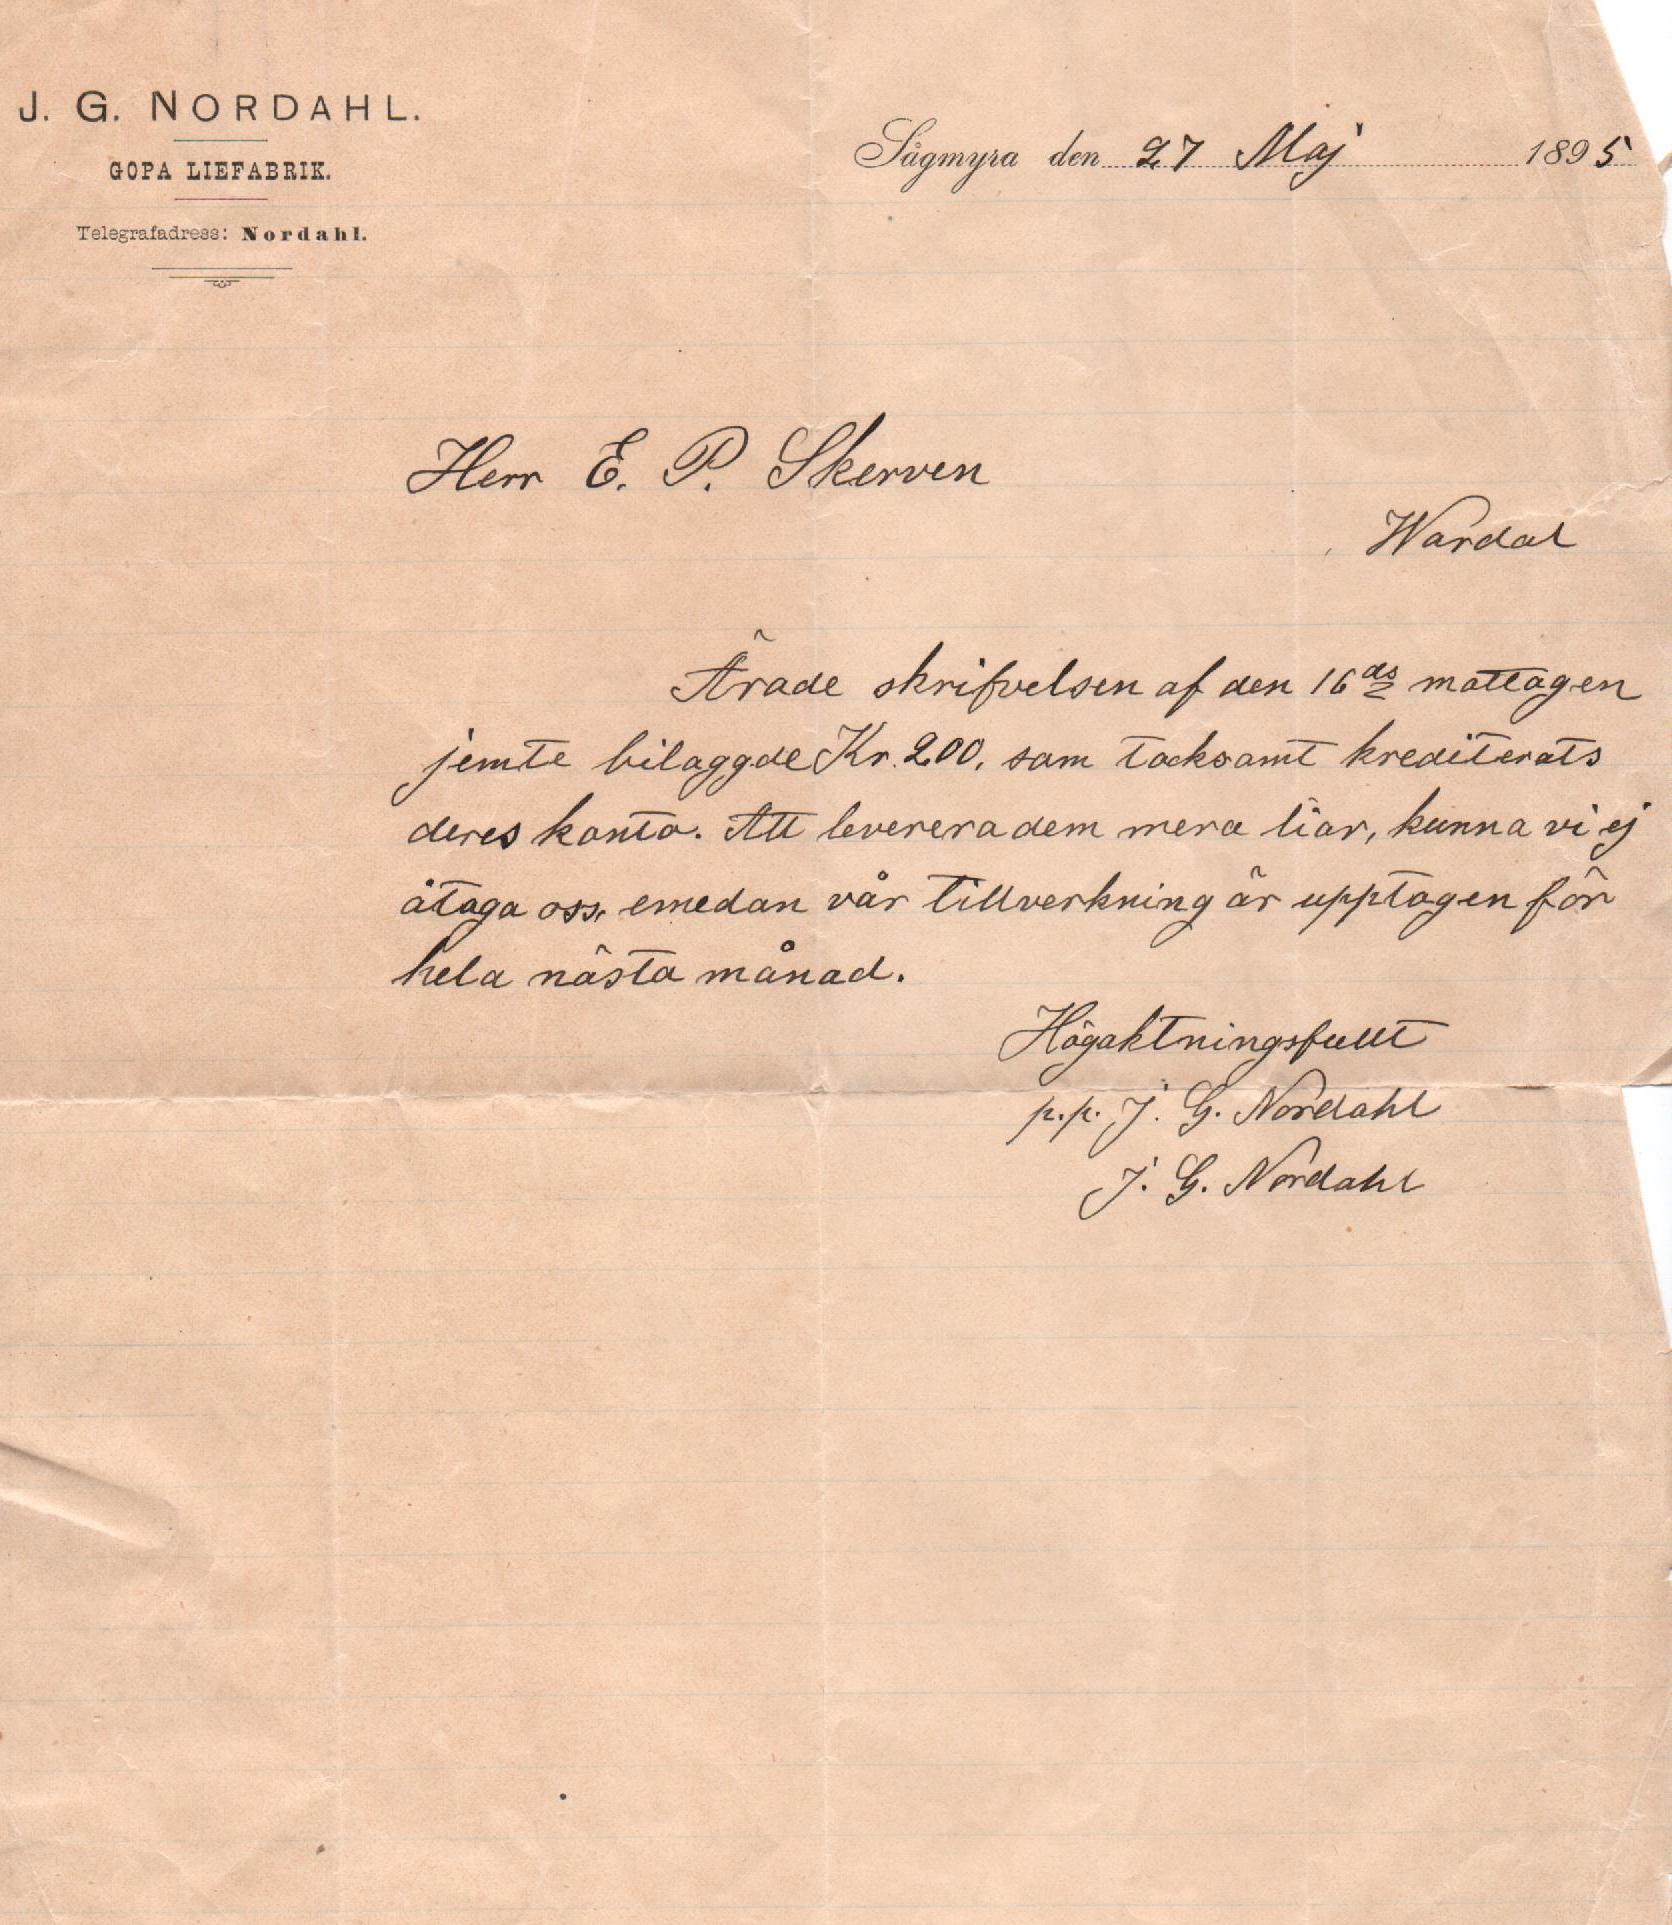 J. G. NORDAHL.
GOPA LIEFABRIK.
Telegrafadress: Nordahl.
Sågmyra den 27 Maj 1895
Herr E. P. Skerven
Wardal
Ärade skrifvelsen af den 16ds mottagen
jemte bilaggde Kr. 200, som tacksamt krediterats
deres konto. Att leverera dem mera liar, kunna vi ej
åtaga oss, emedan vår tillverkning är upptagen för
hela nästa månad.
Högaktningsfullt
p.p. J. G. Nordahl
J. G. Nordahl